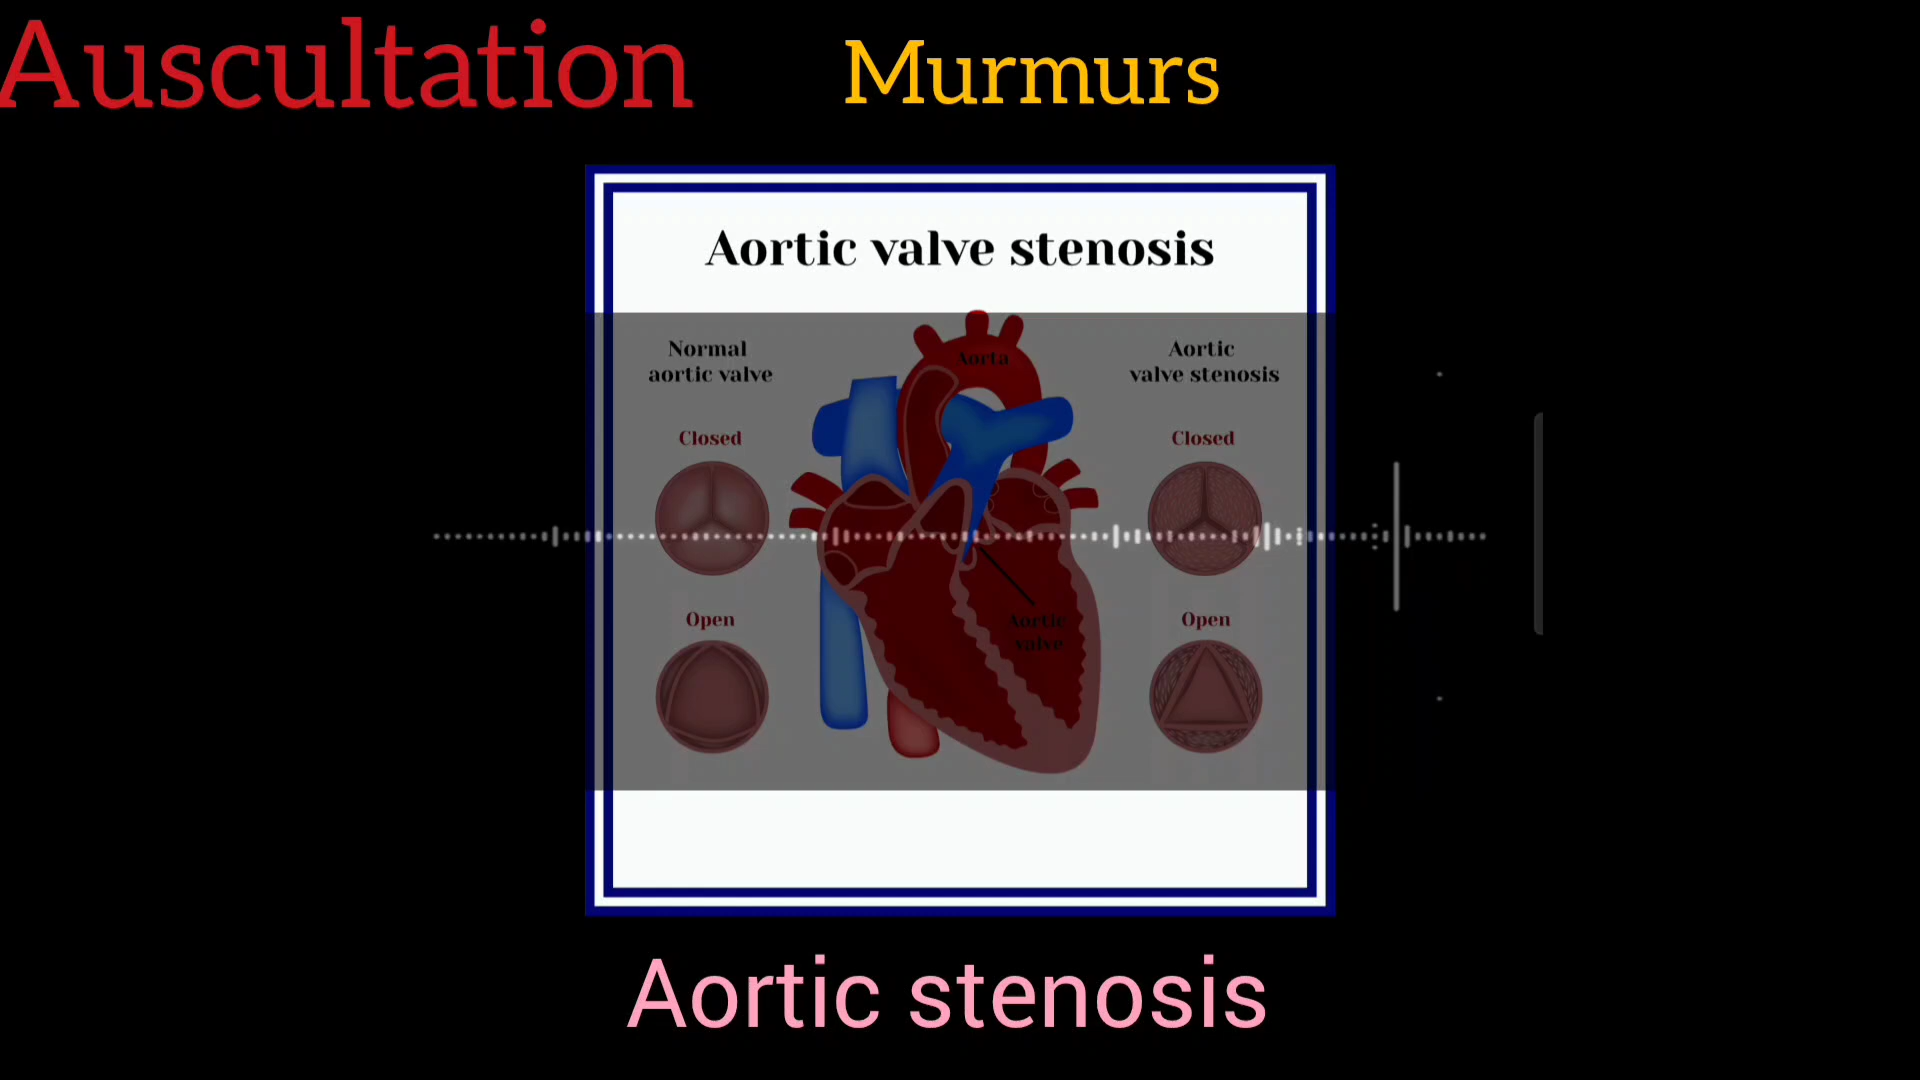 Auscultation
Murmurs
Aortic valve stenosis
Normal
aortic valve
Aorta
Aortic
valve stenosis
Closed
Closed
Open
Aortic
valve
Open
Aortic stenosis